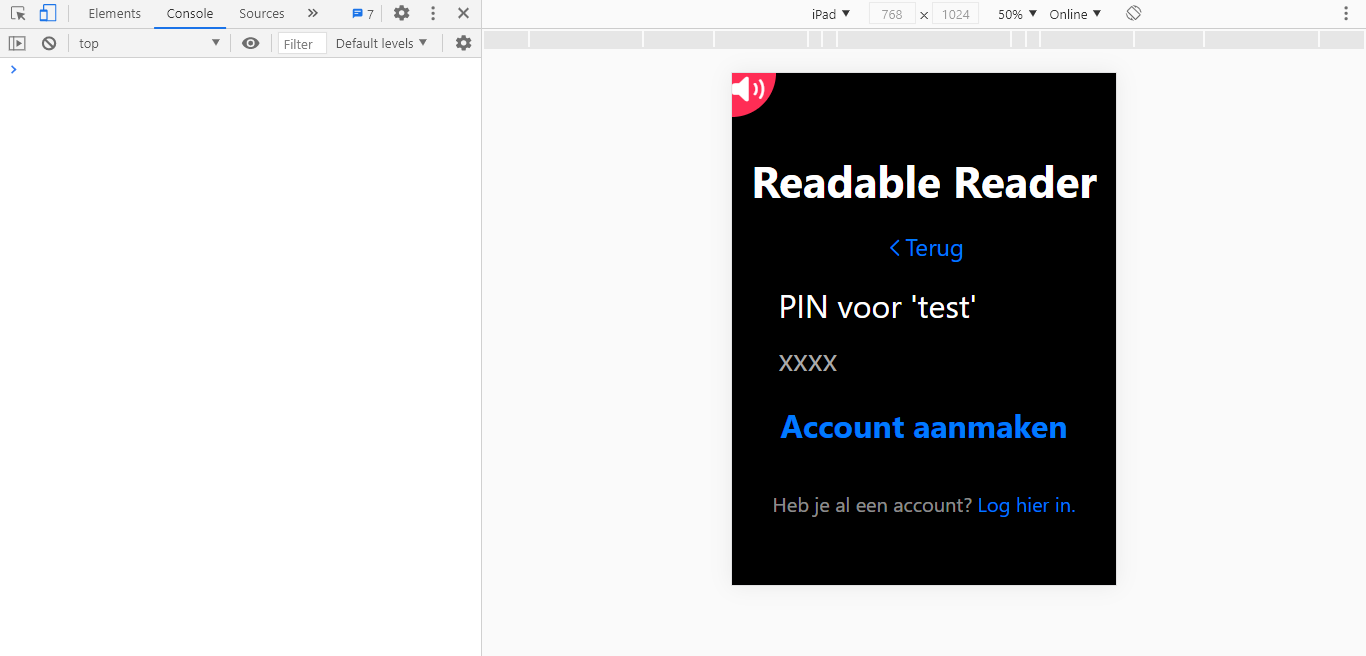 Elements Console Sources » 7
top Filter Default levels
iPad 768 × 1024 50% Online
Readable Reader
< Terug
PIN voor 'test'
XXXX
Account aanmaken
Heb je al een account? Log hier in.